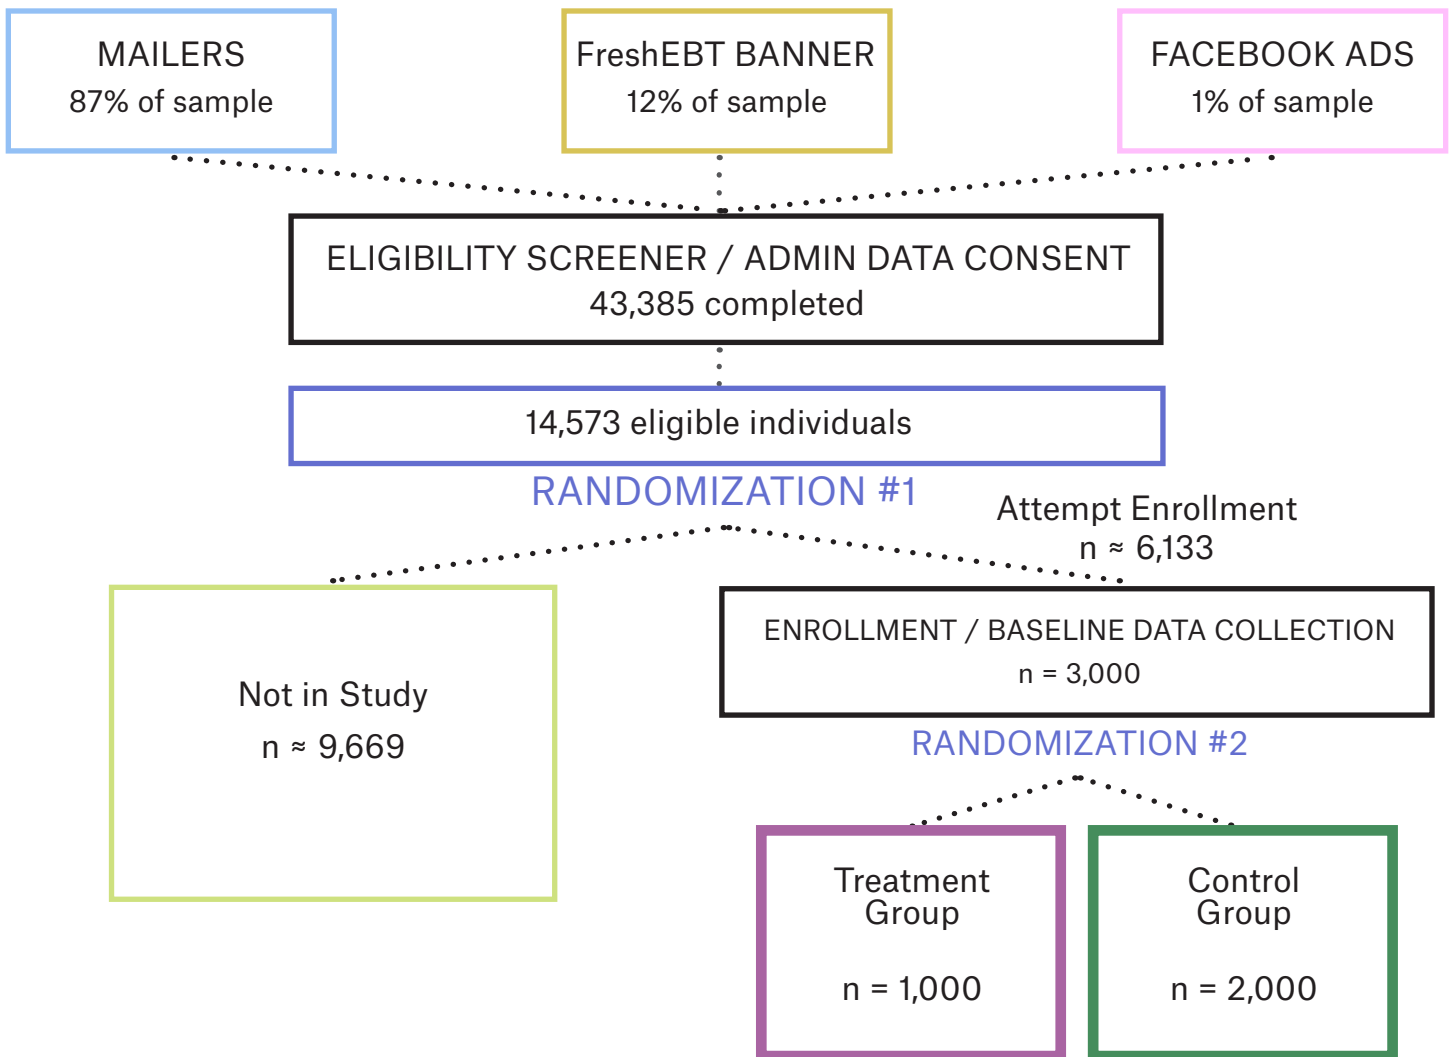 MAILERS
87% of sample
FreshEBT BANNER
12% of sample
FACEBOOK ADS
1% of sample
ELIGIBILITY SCREENER / ADMIN DATA CONSENT
43,385 completed
14,573 eligible individuals
RANDOMIZATION #1
Attempt Enrollment
n ≈ 6,133
Not in Study
n ≈ 9,669
ENROLLMENT / BASELINE DATA COLLECTION
n = 3,000
RANDOMIZATION #2
Treatment
Group
n = 1,000
Control
Group
n = 2,000